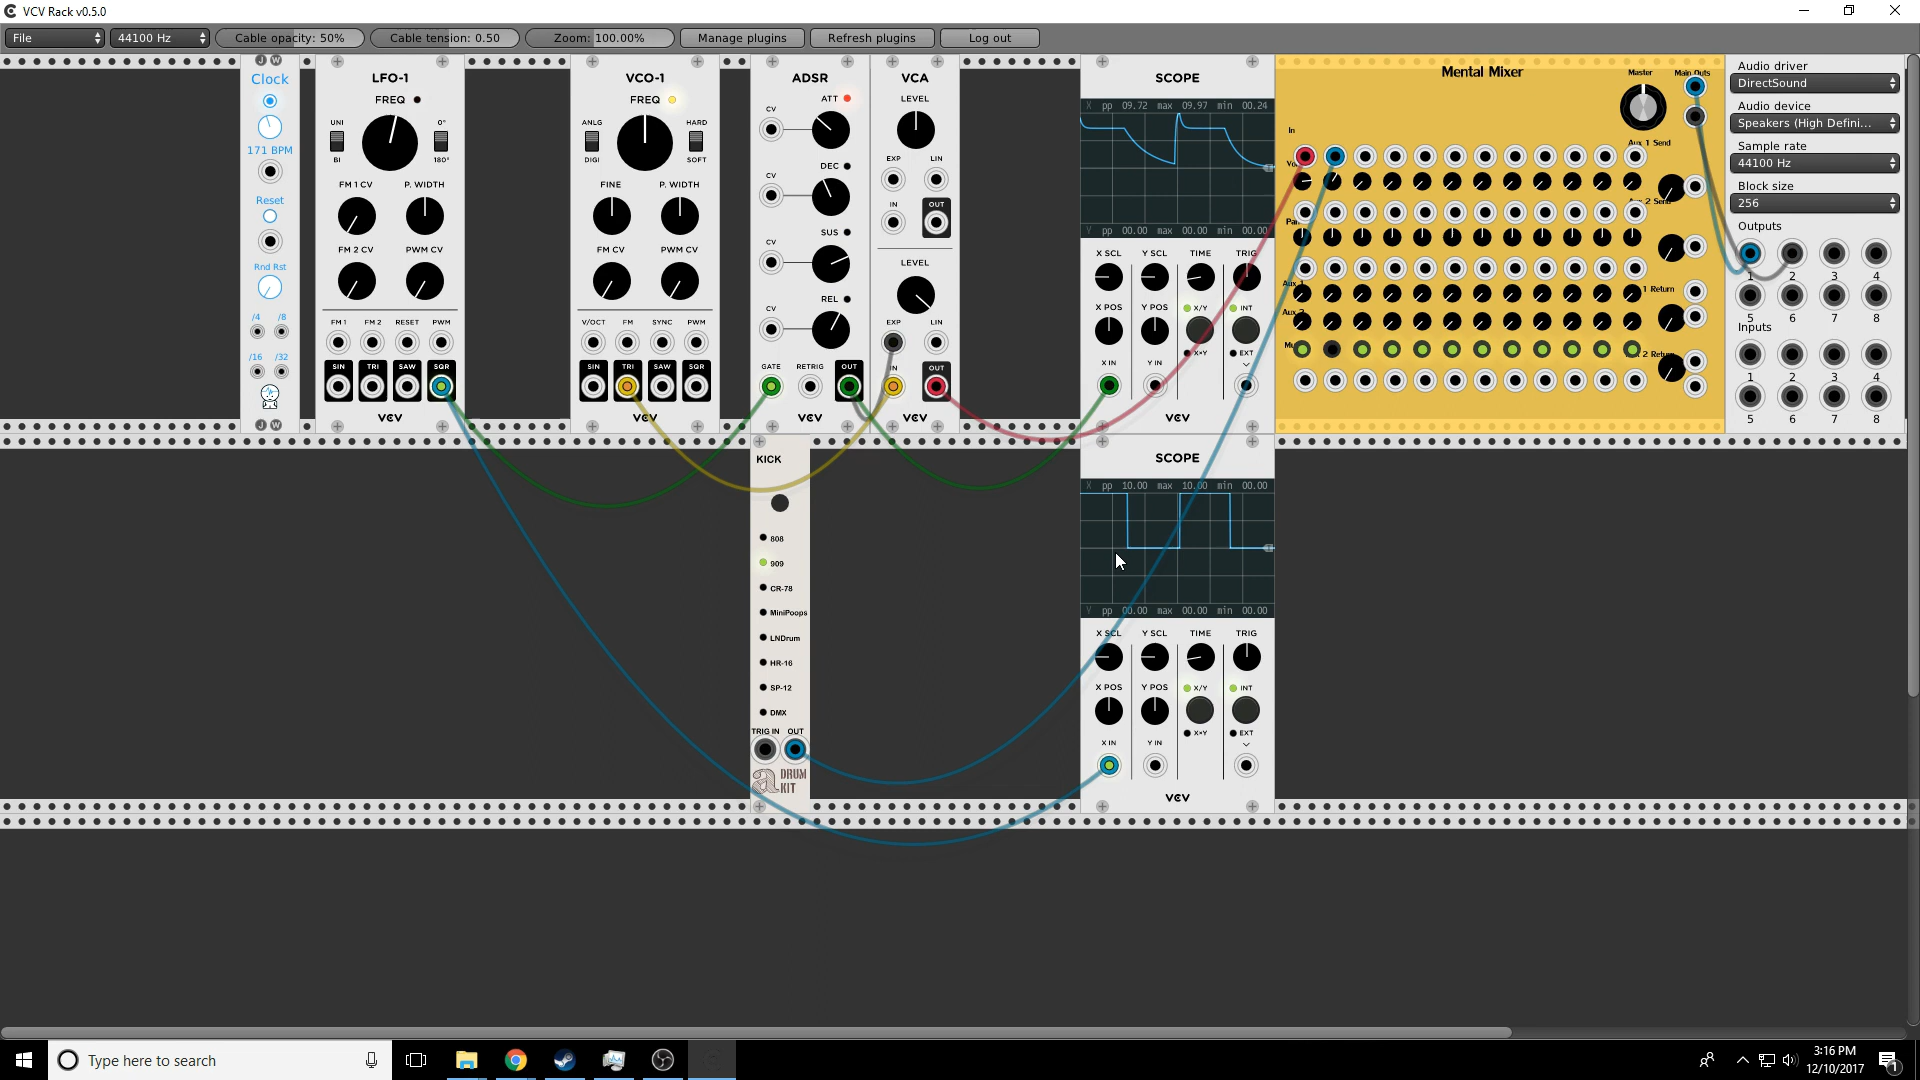 VCV Rack v0.5.0
File 44100 Hz Cable opacity: 50% Cable tension: 0.50 Zoom: 100.00% Manage plugins Refresh plugins Log out
J W
Clock
171 BPM
Reset
Rnd Rst
/4 /8
/16 /32
J W
LFO-1
FREQ
UNI 0°
BI 180°
FM 1 CV P. WIDTH
FM 2 CV PWM CV
FM 1 FM 2 RESET PWM
SIN TRI SAW SQR
VCV
VCO-1
FREQ
ANLG HARD
DIGI SOFT
FINE P. WIDTH
FM CV PWM CV
V/OCT FM SYNC PWM
SIN TRI SAW SQR
VCV
ADSR
ATT
CV
DEC
CV
SUS
CV
REL
CV
GATE RETRIG OUT
VCV
VCA
LEVEL
EXP LIN
IN OUT
LEVEL
EXP LIN
IN OUT
VCV
SCOPE
X pp 09.72 max 09.97 min 00.24
Y pp 00.00 max 00.00 min 00.00
X SCL Y SCL TIME TRIG
X POS Y POS X/Y INT
X×Y EXT
X IN Y IN
VCV
Mental Mixer
Master Main Outs
In
Aux 1 Send
Vol
Aux 2 Send
Pan
Aux 1
1 Return
Aux 2
2 Return
Audio driver
DirectSound
Audio device
Speakers (High Defini...
Sample rate
44100 Hz
Block size
256
Outputs
1 2 3 4
5 6 7 8
Inputs
1 2 3 4
5 6 7 8
KICK
808
909
CR-78
MiniPoops
LNDrum
HR-16
SP-12
DMX
TRIG IN OUT
a DRUM
KIT
SCOPE
X pp 10.00 max 10.00 min 00.00
Y pp 00.00 max 00.00 min 00.00
X SCL Y SCL TIME TRIG
X POS Y POS X/Y INT
X×Y EXT
X IN Y IN
VCV
Type here to search
3:16 PM
12/10/2017
1